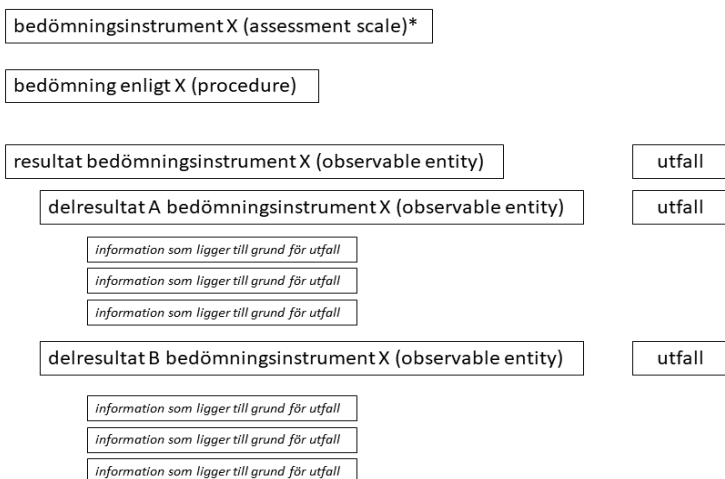 bedömningsinstrument X (assessment scale)*
bedömning enligt X (procedure)
resultat bedömningsinstrument X (observable entity) utfall
delresultat A bedömningsinstrument X (observable entity) utfall
information som ligger till grund för utfall
information som ligger till grund för utfall
information som ligger till grund för utfall
delresultat B bedömningsinstrument X (observable entity) utfall
information som ligger till grund för utfall
information som ligger till grund för utfall
information som ligger till grund för utfall